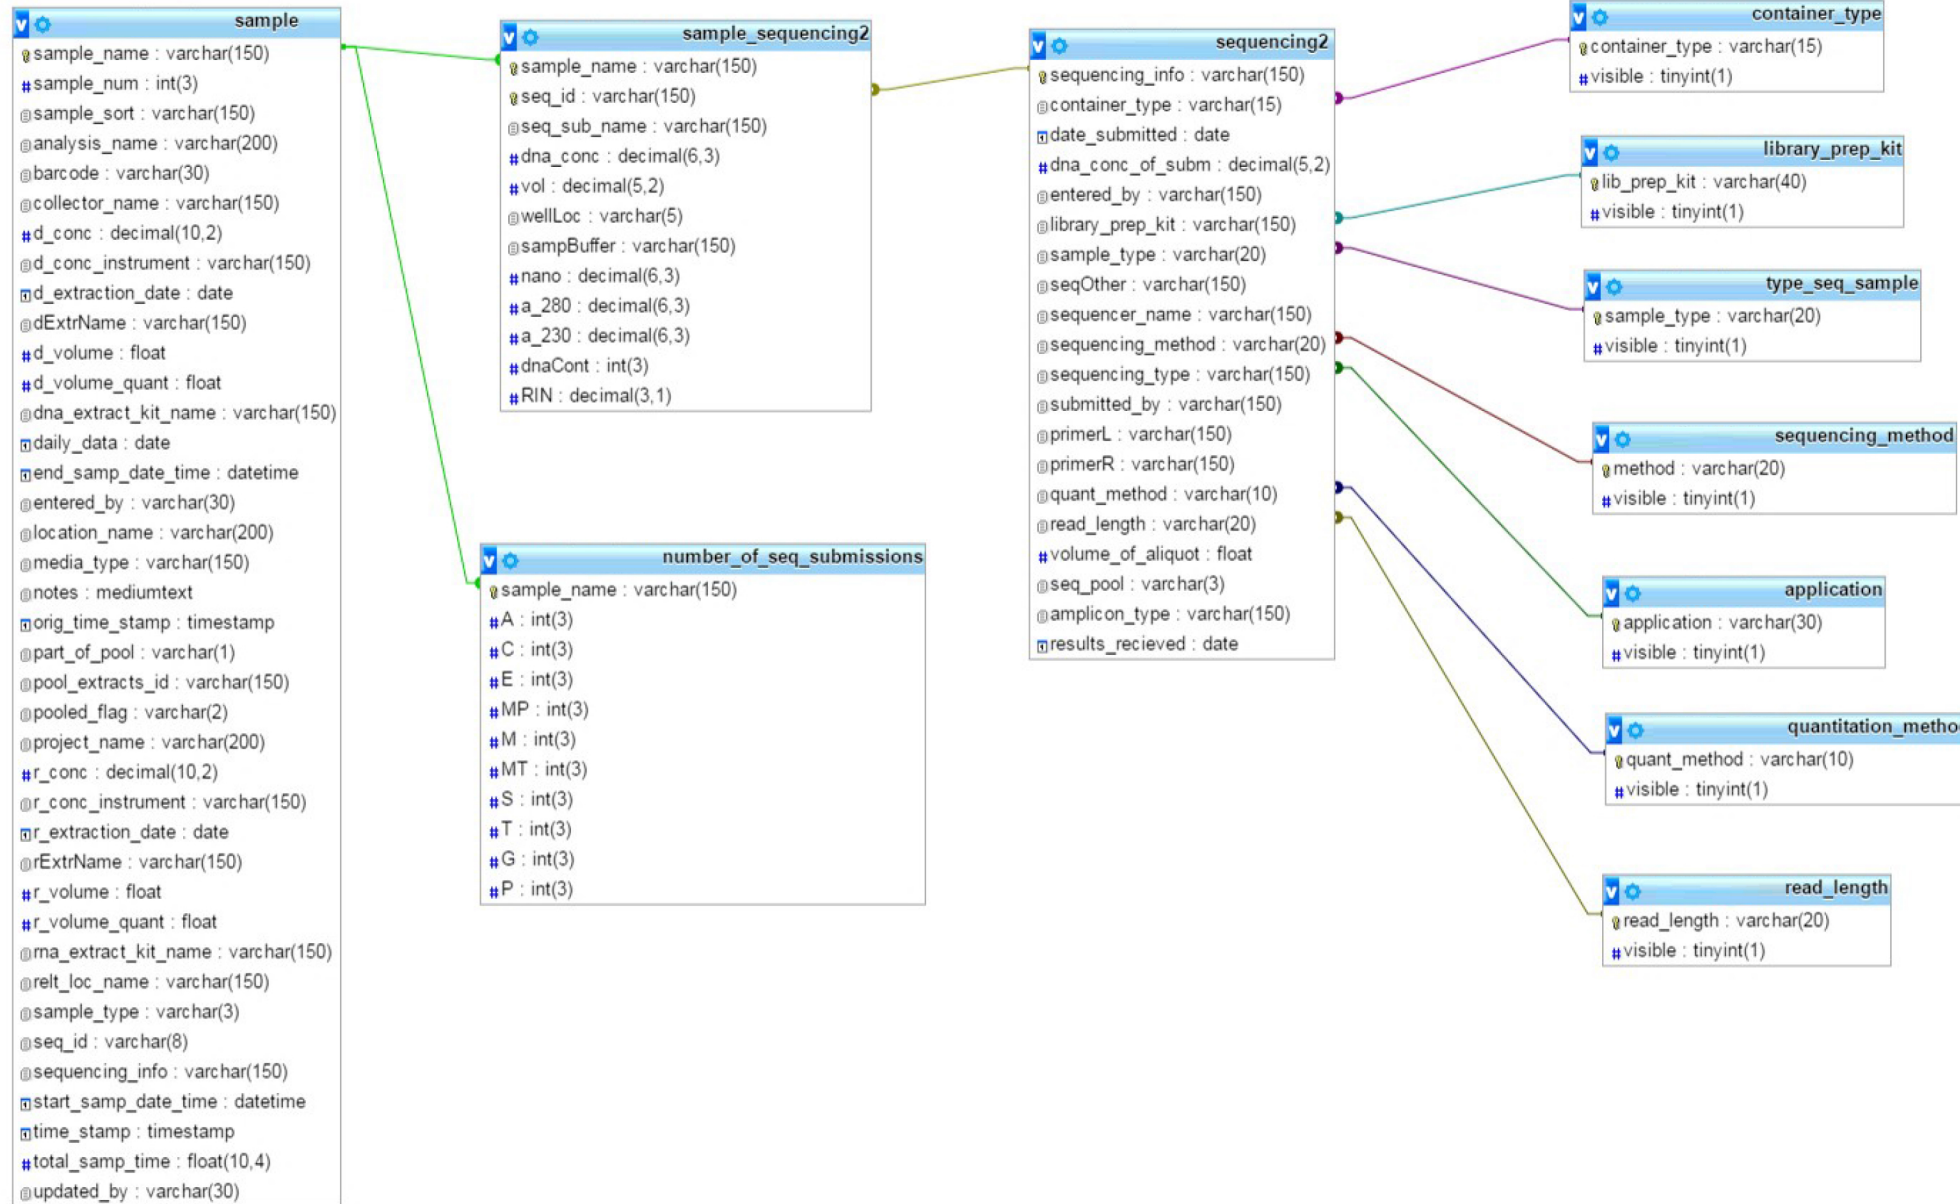 sample
sample_name : varchar(150)
sample_num : int(3)
sample_sort : varchar(150)
analysis_name : varchar(200)
barcode : varchar(30)
collector_name : varchar(150)
d_conc : decimal(10,2)
d_conc_instrument : varchar(150)
d_extraction_date : date
dExtrName : varchar(150)
d_volume : float
d_volume_quant : float
dna_extract_kit_name : varchar(150)
daily_data : date
end_samp_date_time : datetime
entered_by : varchar(30)
location_name : varchar(200)
media_type : varchar(150)
notes : mediumtext
orig_time_stamp : timestamp
part_of_pool : varchar(1)
pool_extracts_id : varchar(150)
pooled_flag : varchar(2)
project_name : varchar(200)
r_conc : decimal(10,2)
r_conc_instrument : varchar(150)
r_extraction_date : date
rExtrName : varchar(150)
r_volume : float
r_volume_quant : float
rna_extract_kit_name : varchar(150)
relt_loc_name : varchar(150)
sample_type : varchar(3)
seq_id : varchar(8)
sequencing_info : varchar(150)
start_samp_date_time : datetime
time_stamp : timestamp
total_samp_time : float(10,4)
updated_by : varchar(30)
sample_sequencing2
sample_name : varchar(150)
seq_id : varchar(150)
seq_sub_name : varchar(150)
dna_conc : decimal(6,3)
vol : decimal(5,2)
wellLoc : varchar(5)
sampBuffer : varchar(150)
nano : decimal(6,3)
a_280 : decimal(6,3)
a_230 : decimal(6,3)
dnaCont : int(3)
RIN : decimal(3,1)
number_of_seq_submissions
sample_name : varchar(150)
A : int(3)
C : int(3)
E : int(3)
MP : int(3)
M : int(3)
MT : int(3)
S : int(3)
T : int(3)
G : int(3)
P : int(3)
sequencing2
sequencing_info : varchar(150)
container_type : varchar(15)
date_submitted : date
dna_conc_of_subm : decimal(5,2)
entered_by : varchar(150)
library_prep_kit : varchar(150)
sample_type : varchar(20)
seqOther : varchar(150)
sequencer_name : varchar(150)
sequencing_method : varchar(20)
sequencing_type : varchar(150)
submitted_by : varchar(150)
primerL : varchar(150)
primerR : varchar(150)
quant_method : varchar(10)
read_length : varchar(20)
volume_of_aliquot : float
seq_pool : varchar(3)
amplicon_type : varchar(150)
results_recieved : date
container_type
container_type : varchar(15)
visible : tinyint(1)
library_prep_kit
lib_prep_kit : varchar(40)
visible : tinyint(1)
type_seq_sample
sample_type : varchar(20)
visible : tinyint(1)
sequencing_method
method : varchar(20)
visible : tinyint(1)
application
application : varchar(30)
visible : tinyint(1)
quantitation_metho
quant_method : varchar(10)
visible : tinyint(1)
read_length
read_length : varchar(20)
visible : tinyint(1)